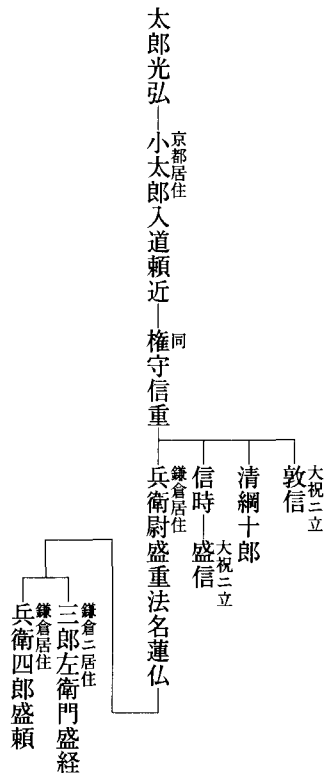 太郎光弘
京都居住
小太郎入道頼近
同
権守信重
大祝ニ立
敦信
清綱十郎
信時
大祝ニ立
盛信
鎌倉居住
兵衛尉盛重法名蓮仏
鎌倉ニ居住
三郎左衛門盛経
鎌倉居住
兵衛四郎盛頼